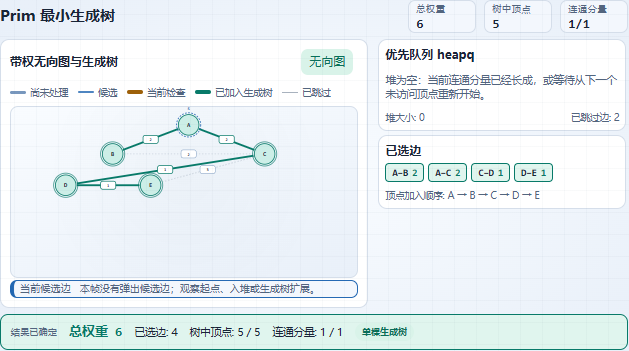 Prim 最小生成树
总权重
6
树中顶点
5
连通分量
1/1
带权无向图与生成树
无向图
尚未处理 候选 当前检查 已加入生成树 已跳过
A
2 2
B 2 C
1 5
D 1 E
当前候选边 本帧没有弹出候选边；观察起点、入堆或生成树扩展。
优先队列 heapq
堆为空：当前连通分量已经长成，或等待从下一个
未访问顶点重新开始。
堆大小: 0 已跳过边: 2
已选边
A-B 2 A-C 2 C-D 1 D-E 1
顶点加入顺序: A → B → C → D → E
结果已确定 总权重 6 已选边: 4 树中顶点: 5 / 5 连通分量: 1 / 1 单棵生成树